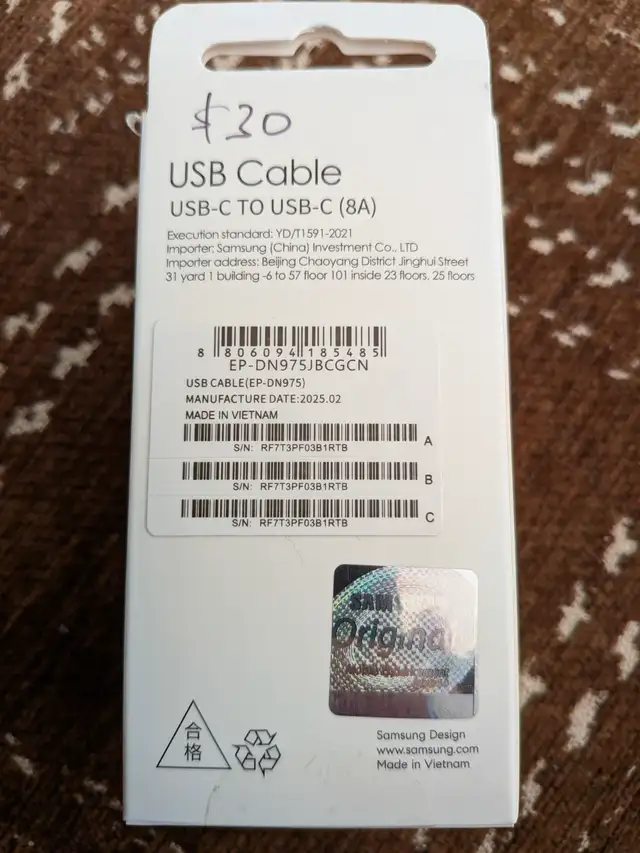 $30
USB Cable
USB-C TO USB-C (8A)
Execution standard: YD/T1591-2021
Importer: Samsung (China) Investment Co., LTD
Importer address: Beijing Chaoyang District Jinghui Street
31 yard 1 building -6 to 57 floor 101 inside 23 floors. 25 floors
8 806094 185485
EP-DN975JBCGCN
USB CABLE(EP-DN975)
MANUFACTURE DATE:2025.02
MADE IN VIETNAM
A
S/N: RF7T3PF03B1RTB
B
S/N: RF7T3PF03B1RTB
C
S/N: RF7T3PF03B1RTB
Original
合格
Samsung Design
www.samsung.com
Made in Vietnam